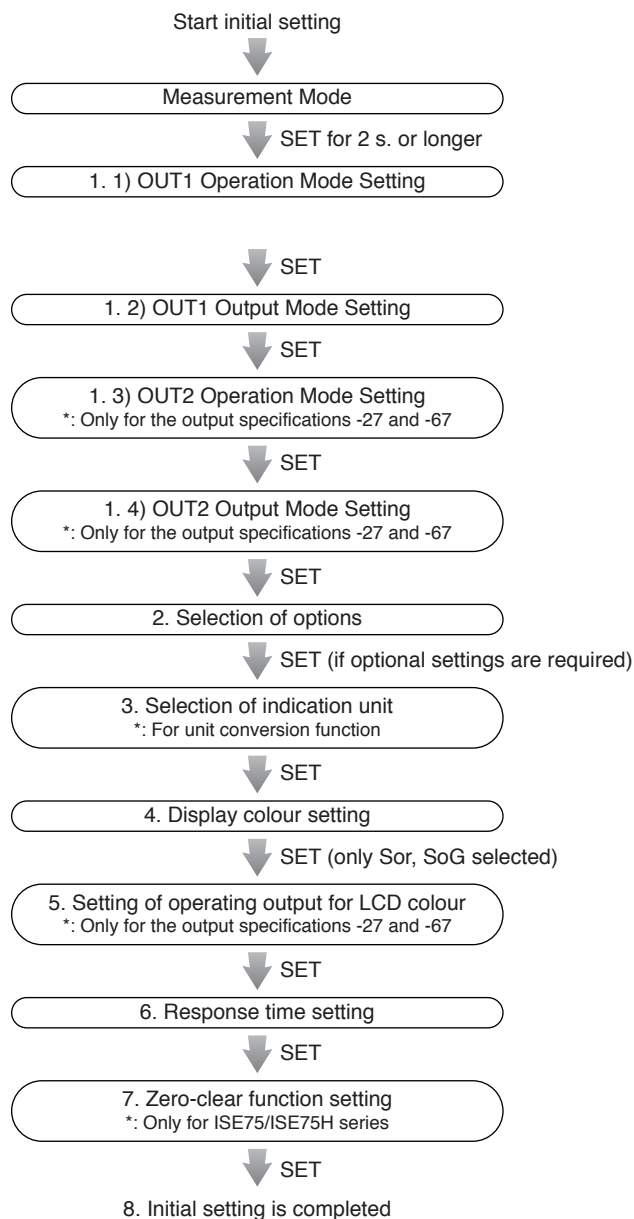 Start initial setting
Measurement Mode
SET for 2 s. or longer
1. 1) OUT1 Operation Mode Setting
SET
1. 2) OUT1 Output Mode Setting
SET
1. 3) OUT2 Operation Mode Setting
*: Only for the output specifications -27 and -67
SET
1. 4) OUT2 Output Mode Setting
*: Only for the output specifications -27 and -67
SET
2. Selection of options
SET (if optional settings are required)
3. Selection of indication unit
*: For unit conversion function
SET
4. Display colour setting
SET (only Sor, SoG selected)
5. Setting of operating output for LCD colour
*: Only for the output specifications -27 and -67
SET
6. Response time setting
SET
7. Zero-clear function setting
*: Only for ISE75/ISE75H series
SET
8. Initial setting is completed